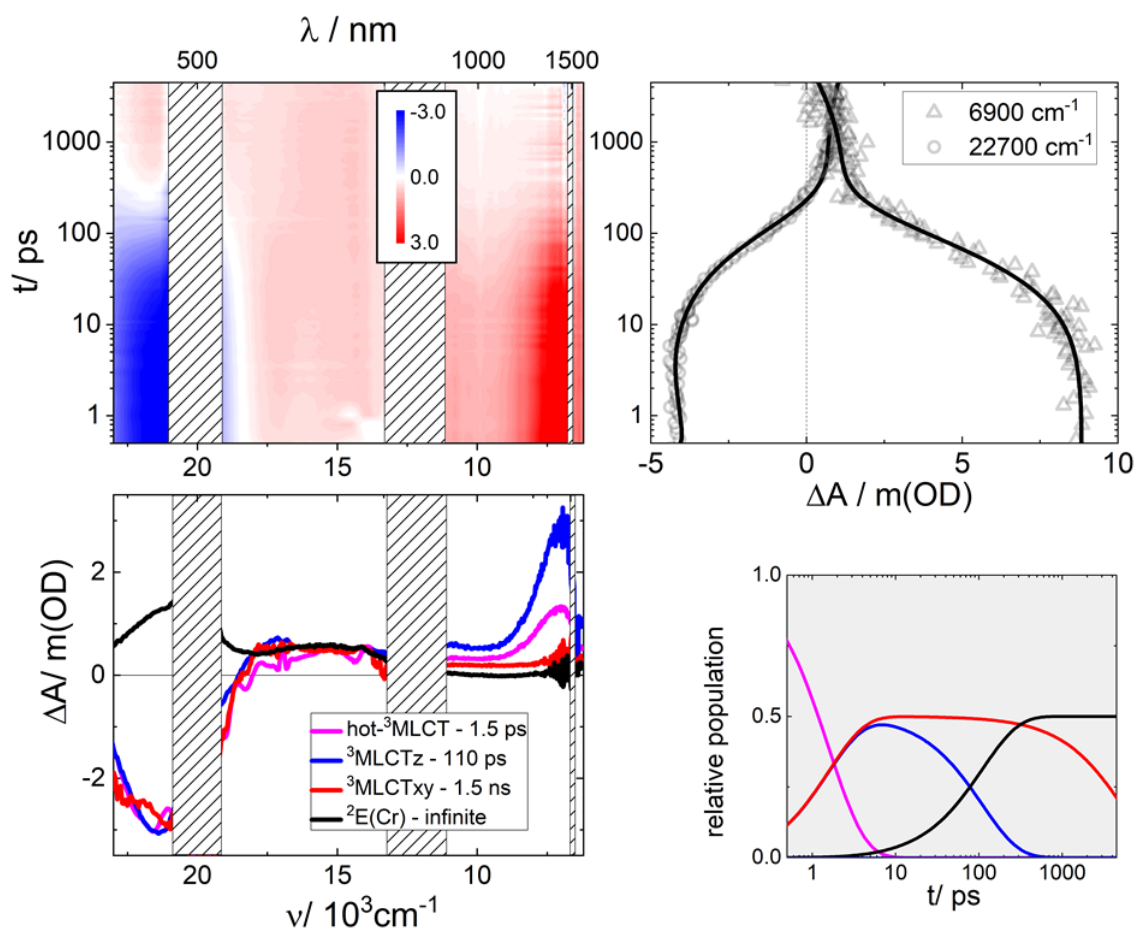 λ / nm
500 1000 1500
1000
100
10
1
t/ ps
-3.0
0.0
3.0
20 15 10
1000
100
10
1
6900 cm⁻¹
22700 cm⁻¹
-5 0 5 10
ΔA / m(OD)
2
0
-2
ΔA/ m(OD)
hot-³MLCT - 1.5 ps
³MLCTz - 110 ps
³MLCTxy - 1.5 ns
²E(Cr) - infinite
20 15 10
ν/ 10³cm⁻¹
1.0
0.5
0.0
relative population
1 10 100 1000
t/ ps